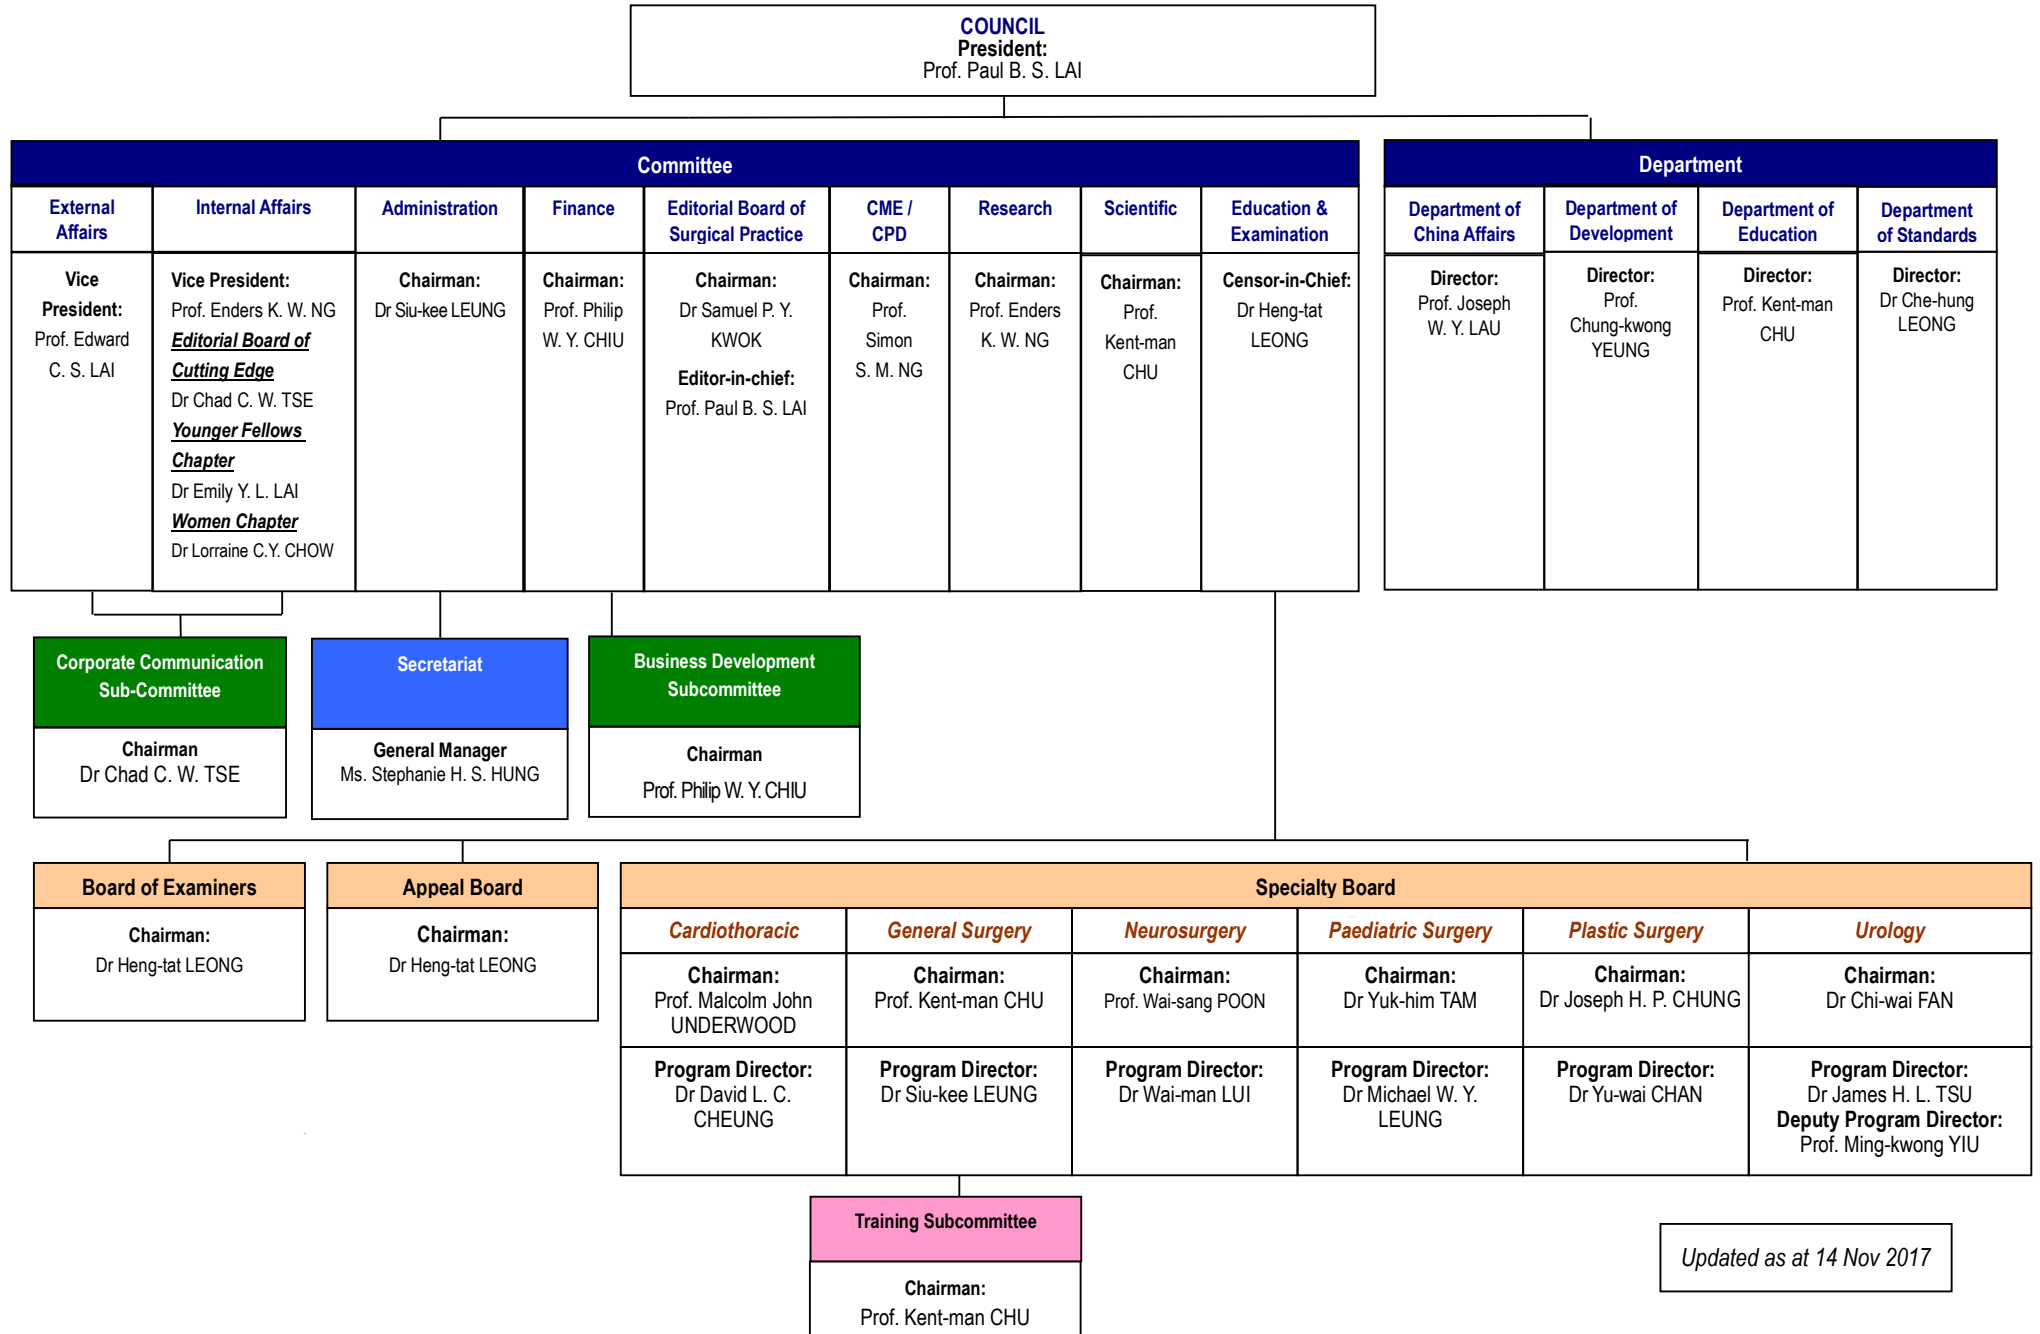 COUNCIL
President:
Prof. Paul B. S. LAI
Committee
External
Affairs
Internal Affairs
Administration
Finance
Editorial Board of
Surgical Practice
CME /
CPD
Research
Scientific
Education &
Examination
Vice
President:
Prof. Edward
C. S. LAI
Vice President:
Prof. Enders K. W. NG
Editorial Board of
Cutting Edge
Dr Chad C. W. TSE
Younger Fellows
Chapter
Dr Emily Y. L. LAI
Women Chapter
Dr Lorraine C.Y. CHOW
Chairman:
Dr Siu-kee LEUNG
Chairman:
Prof. Philip
W. Y. CHIU
Chairman:
Dr Samuel P. Y.
KWOK
Editor-in-chief:
Prof. Paul B. S. LAI
Chairman:
Prof.
Simon
S. M. NG
Chairman:
Prof. Enders
K. W. NG
Chairman:
Prof.
Kent-man
CHU
Censor-in-Chief:
Dr Heng-tat
LEONG
Department
Department of
China Affairs
Department of
Development
Department of
Education
Department
of Standards
Director:
Prof. Joseph
W. Y. LAU
Director:
Prof.
Chung-kwong
YEUNG
Director:
Prof. Kent-man
CHU
Director:
Dr Che-hung
LEONG
Corporate Communication
Sub-Committee
Chairman
Dr Chad C. W. TSE
Secretariat
General Manager
Ms. Stephanie H. S. HUNG
Business Development
Subcommittee
Chairman
Prof. Philip W. Y. CHIU
Board of Examiners
Chairman:
Dr Heng-tat LEONG
Appeal Board
Chairman:
Dr Heng-tat LEONG
Specialty Board
Cardiothoracic
General Surgery
Neurosurgery
Paediatric Surgery
Plastic Surgery
Urology
Chairman:
Prof. Malcolm John
UNDERWOOD
Chairman:
Prof. Kent-man CHU
Chairman:
Prof. Wai-sang POON
Chairman:
Dr Yuk-him TAM
Chairman:
Dr Joseph H. P. CHUNG
Chairman:
Dr Chi-wai FAN
Program Director:
Dr David L. C.
CHEUNG
Program Director:
Dr Siu-kee LEUNG
Program Director:
Dr Wai-man LUI
Program Director:
Dr Michael W. Y.
LEUNG
Program Director:
Dr Yu-wai CHAN
Program Director:
Dr James H. L. TSU
Deputy Program Director:
Prof. Ming-kwong YIU
Training Subcommittee
Chairman:
Prof. Kent-man CHU
Updated as at 14 Nov 2017